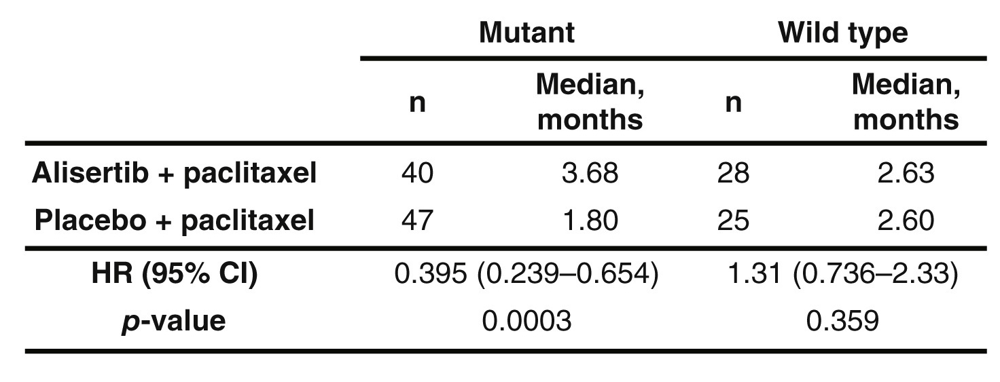 Mutant Wild type
n Median, months n Median, months
Alisertib + paclitaxel 40 3.68 28 2.63
Placebo + paclitaxel 47 1.80 25 2.60
HR (95% CI) 0.395 (0.239–0.654) 1.31 (0.736–2.33)
p-value 0.0003 0.359